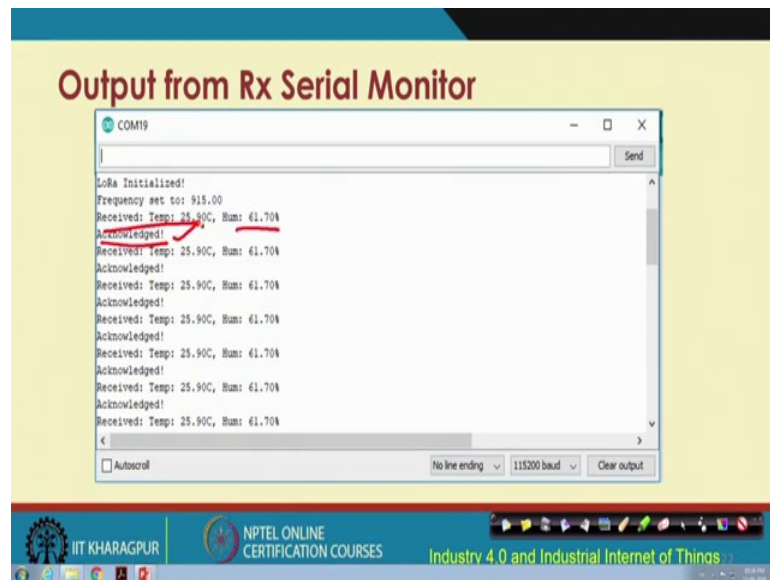 Output from Rx Serial Monitor
COM19
Send
LoRa Initialized!
Frequency set to: 915.00
Received: Temp: 25.90C, Hum: 61.70%
Acknowledged!
Received: Temp: 25.90C, Hum: 61.70%
Acknowledged!
Received: Temp: 25.90C, Hum: 61.70%
Acknowledged!
Received: Temp: 25.90C, Hum: 61.70%
Acknowledged!
Received: Temp: 25.90C, Hum: 61.70%
Acknowledged!
Received: Temp: 25.90C, Hum: 61.70%
Acknowledged!
Received: Temp: 25.90C, Hum: 61.70%
Autoscroll
No line ending
115200 baud
Clear output
IIT KHARAGPUR
NPTEL ONLINE
CERTIFICATION COURSES
Industry 4.0 and Industrial Internet of Things